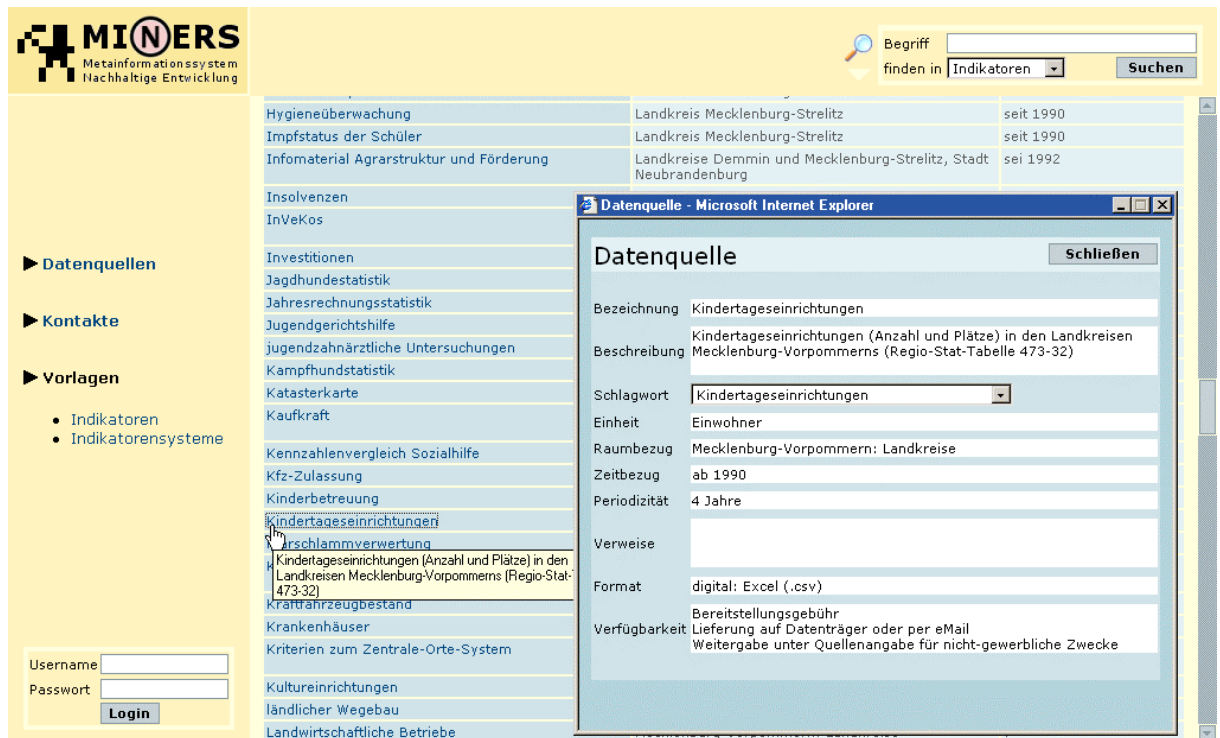 MINERS
Metainformationssystem
Nachhaltige Entwicklung
Begriff
finden in Indikatoren Suchen
Datenquellen
Kontakte
Vorlagen
Indikatoren
Indikatorensysteme
Username
Passwort
Login
Hygieneüberwachung Landkreis Mecklenburg-Strelitz seit 1990
Impfstatus der Schüler Landkreis Mecklenburg-Strelitz seit 1990
Infomaterial Agrarstruktur und Förderung Landkreise Demmin und Mecklenburg-Strelitz, Stadt sei 1992
Neubrandenburg
Insolvenzen
InVeKos
Investitionen
Jagdhundestatistik
Jahresrechnungsstatistik
Jugendgerichtshilfe
jugendzahnärztliche Untersuchungen
Kampfhundstatistik
Katasterkarte
Kaufkraft
Kennzahlenvergleich Sozialhilfe
Kfz-Zulassung
Kinderbetreuung
Kindertageseinrichtungen
Klärschlammverwertung
Kindertageseinrichtungen (Anzahl und Plätze) in den
Landkreisen Mecklenburg-Vorpommerns (Regio-Stat-
473-32)
Kraftfahrzeugbestand
Krankenhäuser
Kriterien zum Zentrale-Orte-System
Kultureinrichtungen
ländlicher Wegebau
Landwirtschaftliche Betriebe
Datenquelle - Microsoft Internet Explorer
Datenquelle Schließen
Bezeichnung Kindertageseinrichtungen
Beschreibung Kindertageseinrichtungen (Anzahl und Plätze) in den Landkreisen
Mecklenburg-Vorpommerns (Regio-Stat-Tabelle 473-32)
Schlagwort Kindertageseinrichtungen
Einheit Einwohner
Raumbezug Mecklenburg-Vorpommern: Landkreise
Zeitbezug ab 1990
Periodizität 4 Jahre
Verweise
Format digital: Excel (.csv)
Verfügbarkeit Bereitstellungsgebühr
Lieferung auf Datenträger oder per eMail
Weitergabe unter Quellenangabe für nicht-gewerbliche Zwecke